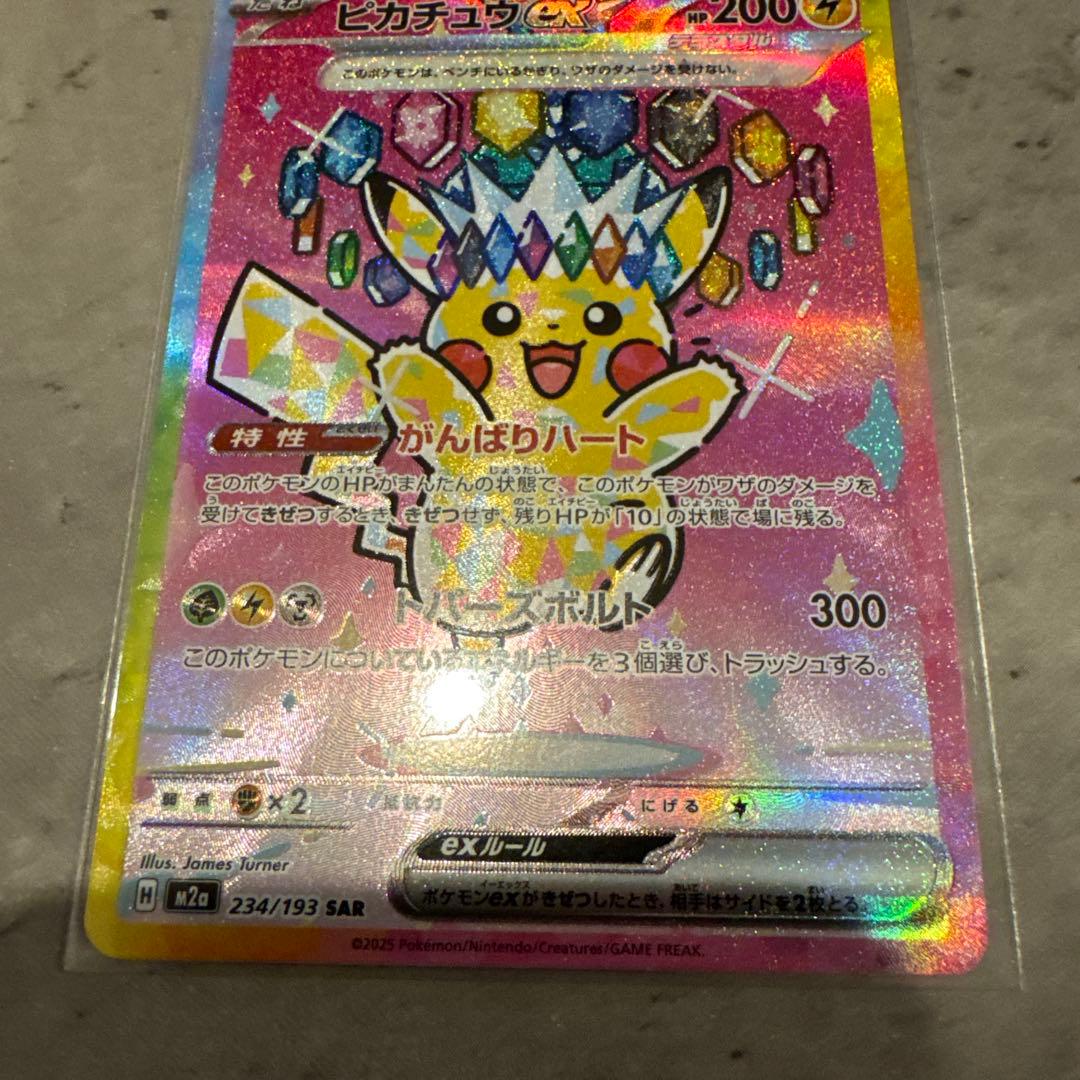 たね ピカチュウex HP200
テラスタル
このポケモンは、ベンチにいるかぎり、ワザのダメージを受けない。
特性 がんばりハート
このポケモンのHPがまんたんの状態で、このポケモンがワザのダメージを
受けてきぜつするとき、きぜつせず、残りHPが「10」の状態で場に残る。
トパーズボルト 300
このポケモンについているエネルギーを3個選び、トラッシュする。
弱点 ×2 抵抗力 にげる
exルール
ポケモンexがきぜつしたとき、相手はサイドを2枚とる。
Illus. James Turner
H M2a 234/193 SAR
©2025 Pokémon/Nintendo/Creatures/GAME FREAK.